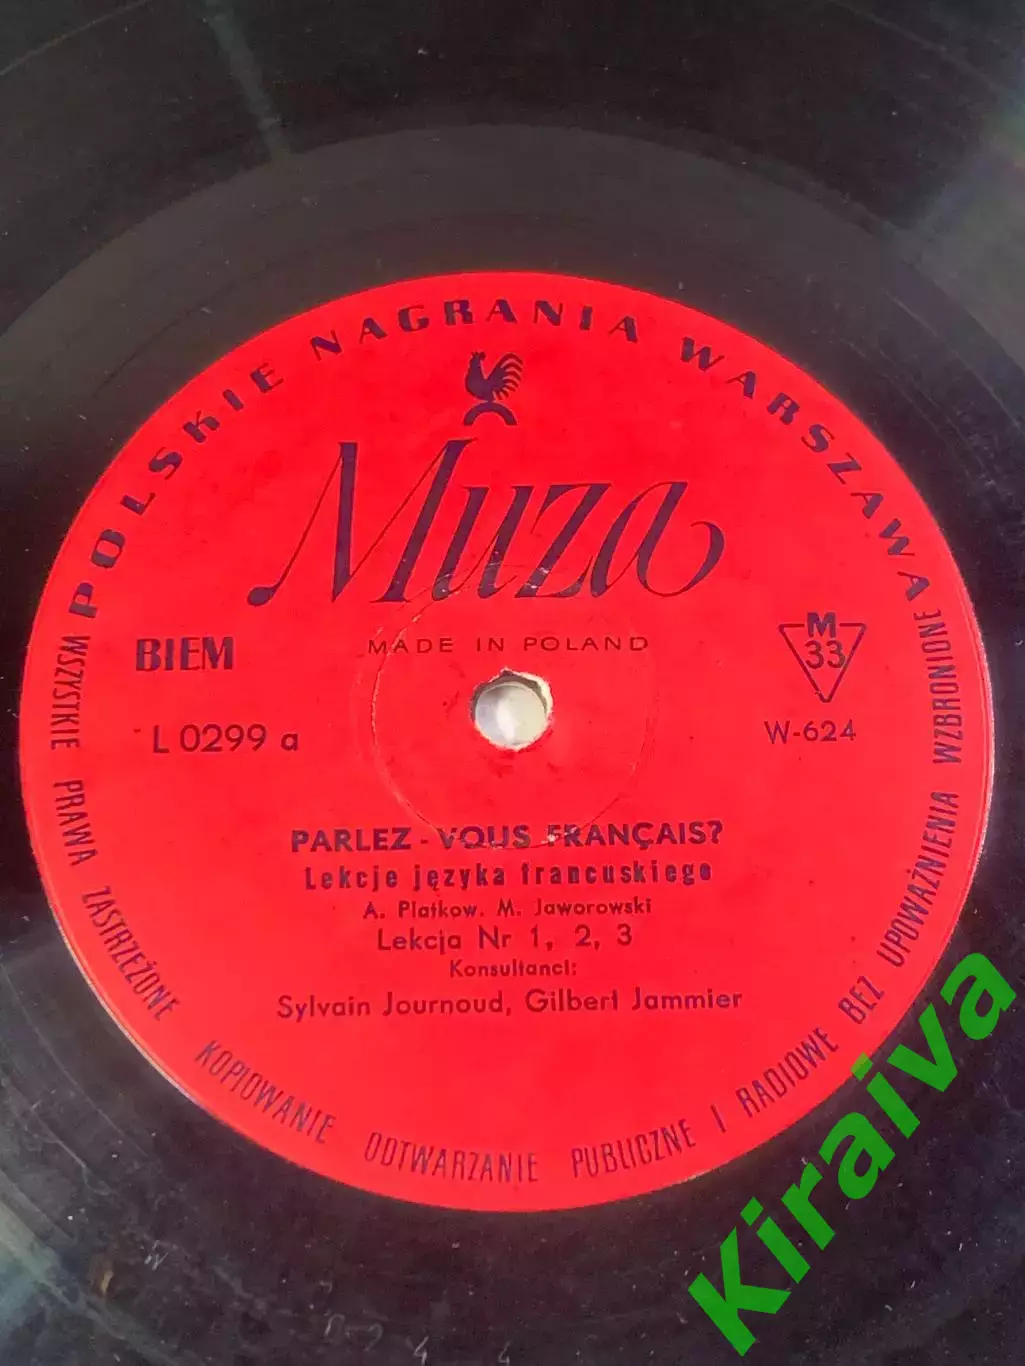 POLSKIE NAGRANIA WARSZAWA
Muza
MADE IN POLAND
BIEM
M
33
L 0299 a
W-624
PARLEZ - VOUS FRANÇAIS?
Lekcje języka francuskiego
A. Platkow. M. Jaworowski
Lekcja Nr 1, 2, 3
Konsultanci:
Sylvain Journoud, Gilbert Jammier
WSZYSTKIE PRAWA ZASTRZEŻONE KOPIOWANIE ODTWARZANIE PUBLICZNE I RADIOWE BEZ UPOWAŻNIENIA WZBRONIONE
Kiraiva